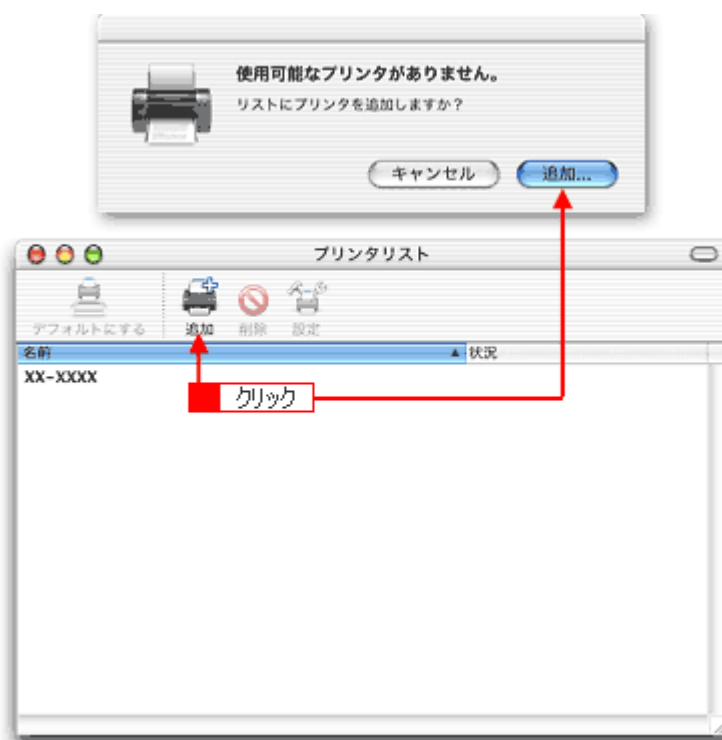 使用可能なプリンタがありません。
リストにプリンタを追加しますか？
キャンセル
追加...
プリンタリスト
デフォルトにする
追加
削除
設定
名前
状況
XX-XXXX
クリック